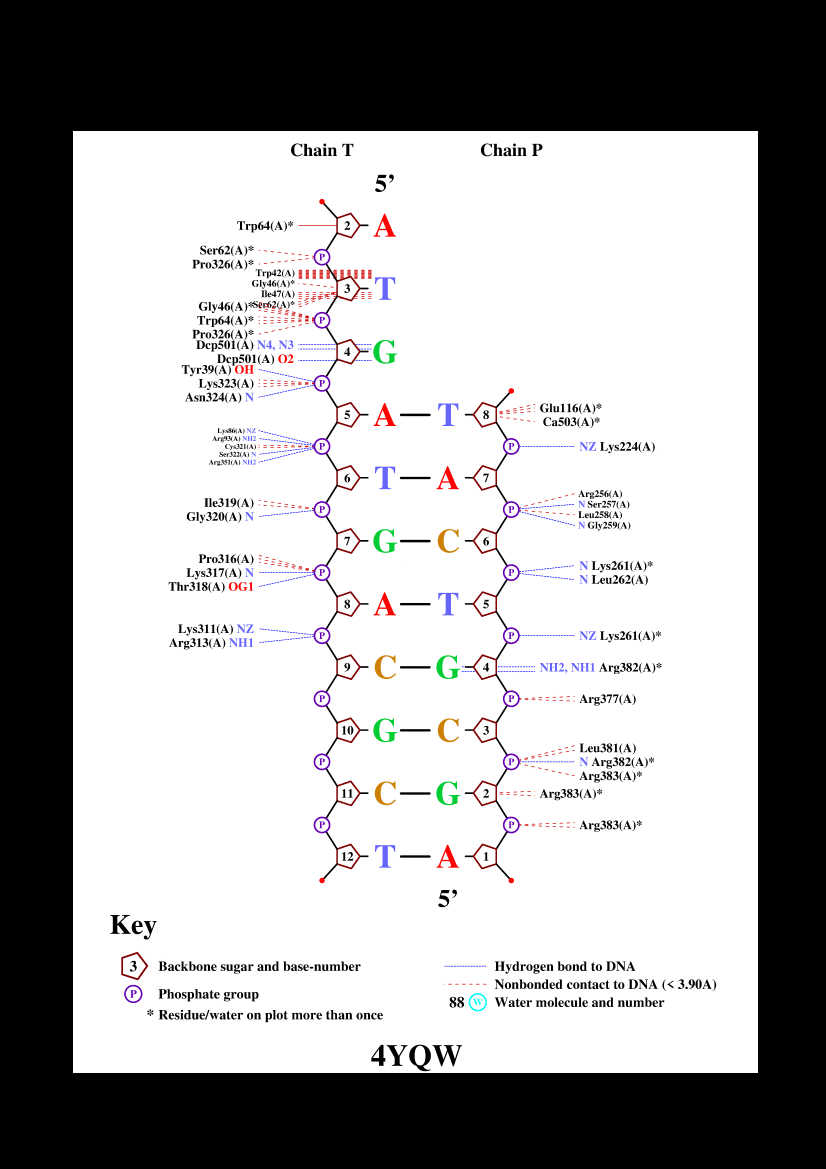 Chain T Chain P
5’
2 A
Trp64(A)*
Ser62(A)*
P
Pro326(A)*
Trp42(A)
Gly46(A)*
3 T
Ile47(A)
Ser62(A)*
Gly46(A)*
Trp64(A)*
P
Pro326(A)*
Dcp501(A) N4, N3
4 G
Dcp501(A) O2
Tyr39(A) OH
Lys323(A)
P
Asn324(A) N
5 A T 8
Glu116(A)*
Ca503(A)*
Lys86(A) NZ
Arg93(A) NH2
Cys321(A)
Ser322(A) N
Arg351(A) NH2
P P
NZ Lys224(A)
6 T A 7
Ile319(A)
Gly320(A) N
P P
Arg256(A)
N Ser257(A)
Leu258(A)
N Gly259(A)
7 G C 6
Pro316(A)
Lys317(A) N
Thr318(A) OG1
P P
N Lys261(A)*
N Leu262(A)
8 A T 5
Lys311(A) NZ
Arg313(A) NH1
P P
NZ Lys261(A)*
9 C G 4
NH2, NH1 Arg382(A)*
P P
Arg377(A)
10 G C 3
P P
Leu381(A)
N Arg382(A)*
Arg383(A)*
11 C G 2
Arg383(A)*
P P
Arg383(A)*
12 T A 1
5’
Key
3 Backbone sugar and base-number
P Phosphate group
* Residue/water on plot more than once
Hydrogen bond to DNA
Nonbonded contact to DNA (< 3.90A)
88 W Water molecule and number
4YQW